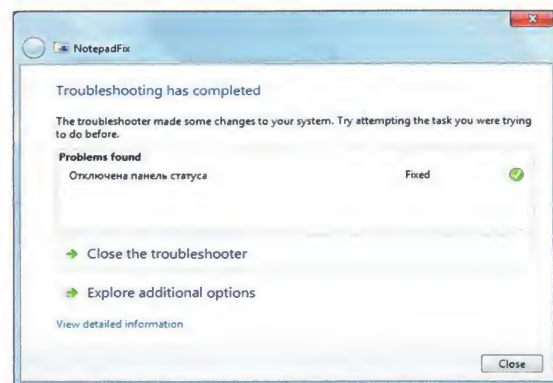 NotepadFix
Troubleshooting has completed
The troubleshooter made some changes to your system. Try attempting the task you were trying
to do before.
Problems found
Отключена панель статуса Fixed
Close the troubleshooter
Explore additional options
View detailed information
Close